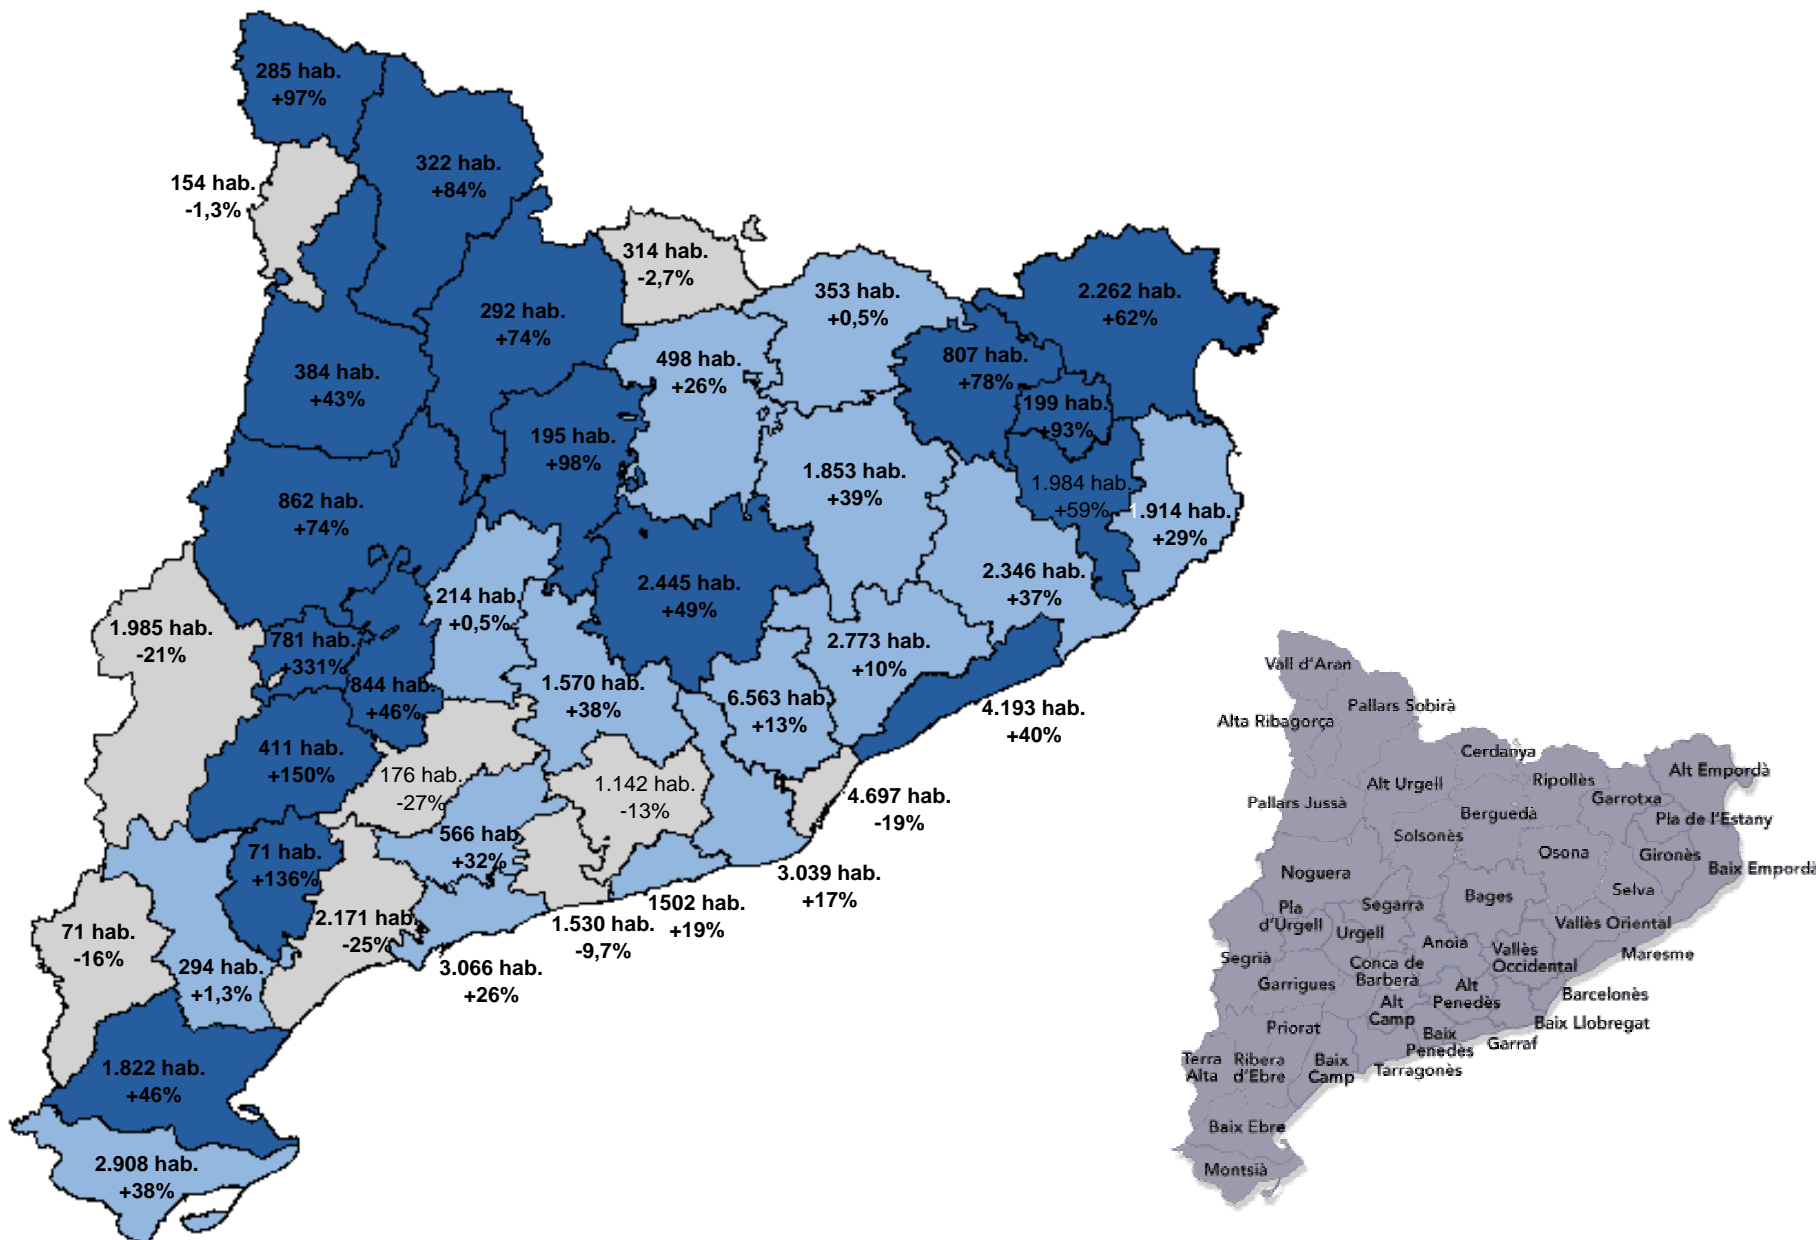 285 hab.
+97%
322 hab.
+84%
154 hab.
-1,3%
314 hab.
-2,7%
353 hab.
+0,5%
2.262 hab.
+62%
292 hab.
+74%
498 hab.
+26%
807 hab.
+78%
384 hab.
+43%
199 hab.
+93%
195 hab.
+98%
1.853 hab.
+39%
1.984 hab.
+59%
1.914 hab.
+29%
862 hab.
+74%
2.445 hab.
+49%
2.346 hab.
+37%
214 hab.
+0,5%
1.985 hab.
-21%
781 hab.
+331%
2.773 hab.
+10%
844 hab.
+46%
1.570 hab.
+38%
6.563 hab
+13%
4.193 hab.
+40%
411 hab.
+150%
176 hab.
-27%
1.142 hab.
-13%
4.697 hab.
-19%
566 hab
+32%
71 hab.
+136%
3.039 hab.
+17%
1502 hab.
+19%
2.171 hab
-25%
1.530 hab.
-9,7%
71 hab.
-16%
294 hab.
+1,3%
3.066 hab.
+26%
1.822 hab.
+46%
2.908 hab.
+38%
Vall d'Aran
Pallars Sobirà
Alta Ribagorça
Cerdanya
Alt Urgell
Ripollès
Alt Empordà
Garrotxa
Pallars Jussà
Berguedà
Pla de l'Estany
Solsonès
Osona
Gironès
Baix Empordà
Noguera
Selva
Bages
Segarra
Pla
d'Urgell
Vallès Oriental
Urgell
Anoia
Vallès
Occidental
Maresme
Segrià
Conca de
Barberà
Garrigues
Alt
Penedès
Barcelonès
Alt
Camp
Baix Llobregat
Priorat
Baix
Penedès
Garraf
Terra
Alta
Ribera
d'Ebre
Baix
Camp
Tarragonès
Baix Ebre
Montsià